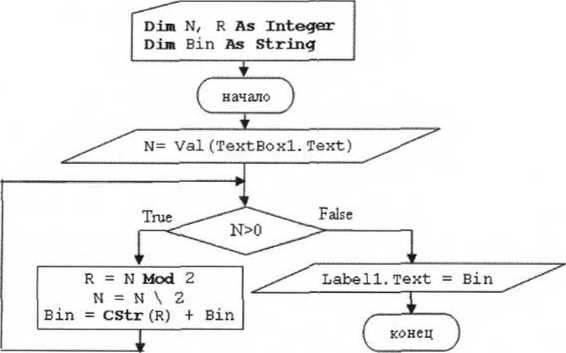 Dim N, R As Integer
Dim Bin As String
начало
N= Val(TextBox1.Text)
True
False
N>0
R = N Mod 2
N = N \ 2
Bin = CStr(R) + Bin
Label1.Text = Bin
конец